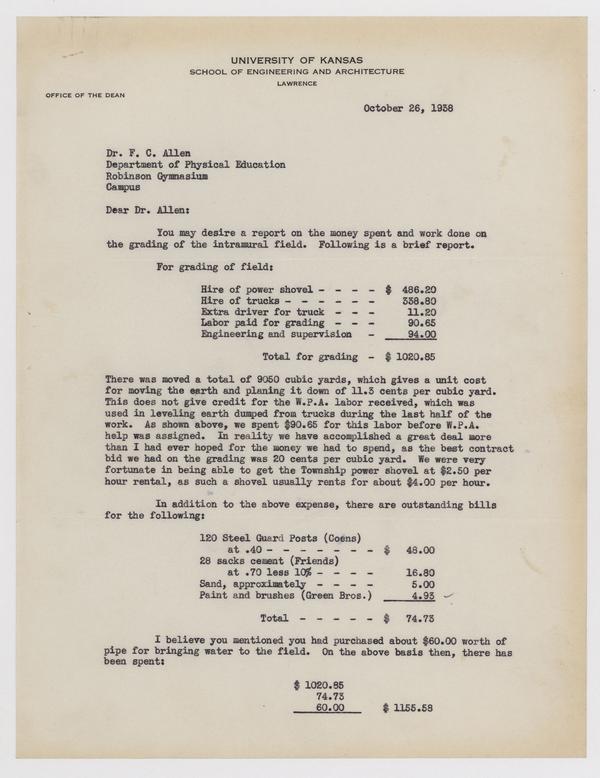 UNIVERSITY OF KANSAS
SCHOOL OF ENGINEERING AND ARCHITECTURE
LAWRENCE
OFFICE OF THE DEAN
October 26, 1938
Dr. F. C. Allen
Department of Physical Education
Robinson Gymnasium
Campus
Dear Dr. Allen:
You may desire a report on the money spent and work done on
the grading of the intramural field. Following is a brief report.
For grading of field:
Hire of power shovel - - - - $ 486.20
Hire of trucks - - - - - - 338.80
Extra driver for truck - - - 11.20
Labor paid for grading - - - 90.65
Engineering and supervision - 94.00
Total for grading - $ 1020.85
There was moved a total of 9050 cubic yards, which gives a unit cost
for moving the earth and planing it down of 11.3 cents per cubic yard.
This does not give credit for the W.P.A. labor received, which was
used in leveling earth dumped from trucks during the last half of the
work. As shown above, we spent $90.65 for this labor before W.P.A.
help was assigned. In reality we have accomplished a great deal more
than I had ever hoped for the money we had to spend, as the best contract
bid we had on the grading was 20 cents per cubic yard. We were very
fortunate in being able to get the Township power shovel at $2.50 per
hour rental, as such a shovel usually rents for about $4.00 per hour.
In addition to the above expense, there are outstanding bills
for the following:
120 Steel Guard Posts (Coens)
at .40 - - - - - - - $ 48.00
28 sacks cement (Friends)
at .70 less 10% - - - - 16.80
Sand, approximately - - - - 5.00
Paint and brushes (Green Bros.) 4.93
Total - - - - - $ 74.73
I believe you mentioned you had purchased about $60.00 worth of
pipe for bringing water to the field. On the above basis then, there has
been spent:
$ 1020.85
74.73
60.00 $ 1155.58